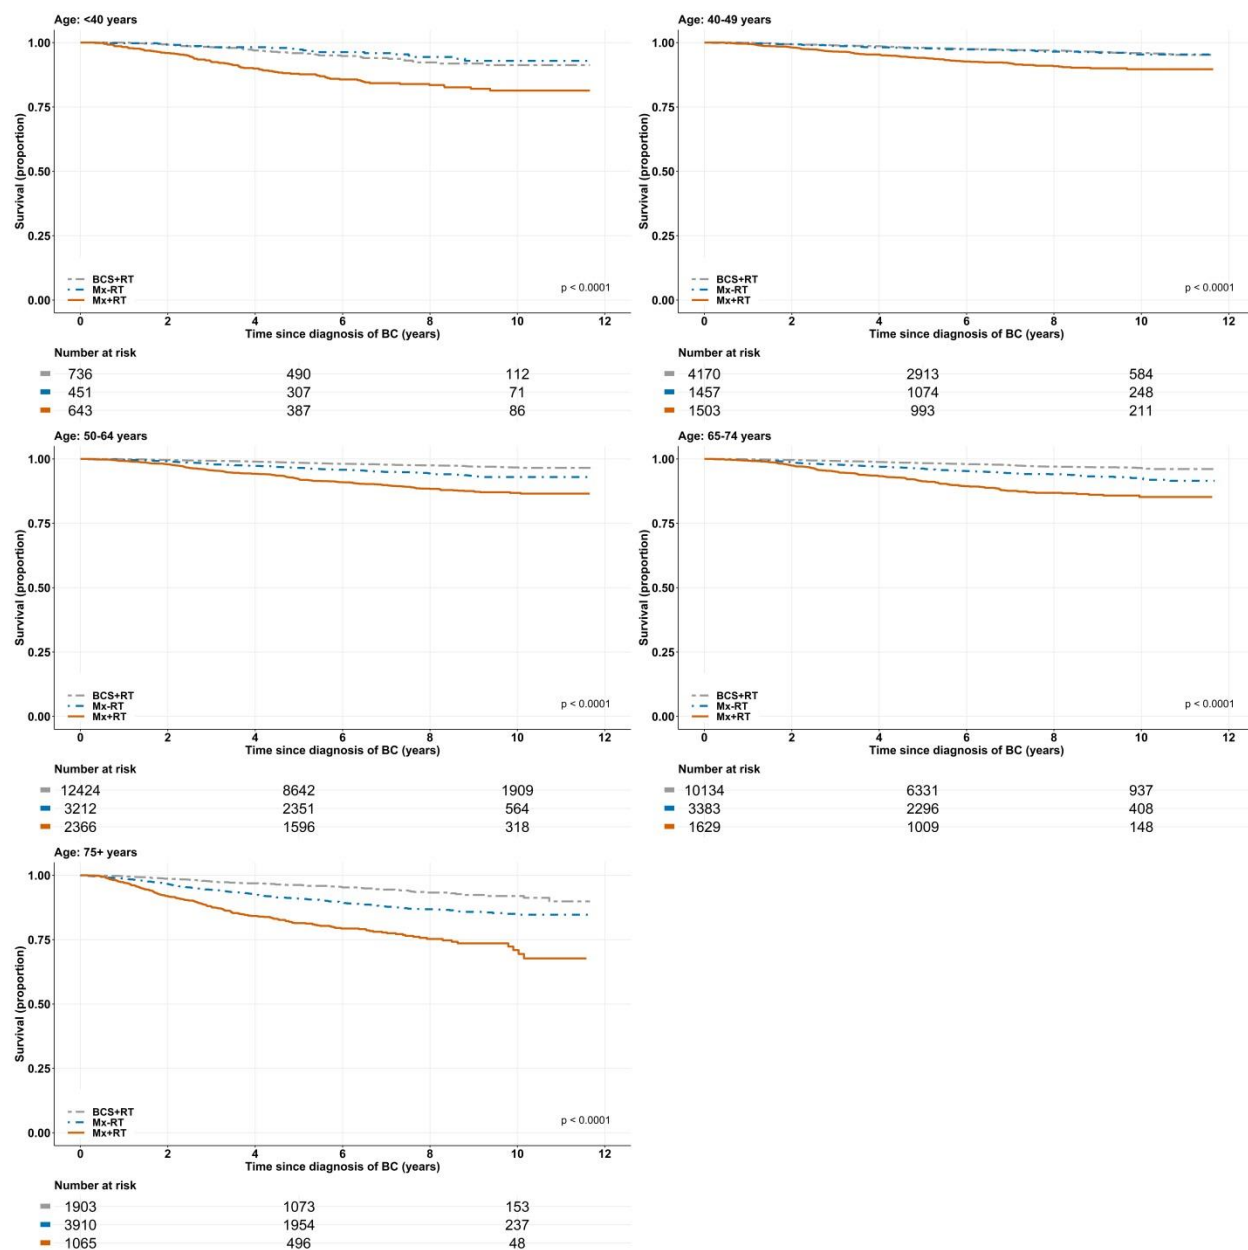 Age: <40 years
1.00
0.75
0.50
0.25
0.00
Survival (proportion)
BCS+RT
Mx-RT
Mx+RT
p < 0.0001
0 2 4 6 8 10 12
Time since diagnosis of BC (years)
Number at risk
736 490 112
451 307 71
643 387 86
Age: 40-49 years
1.00
0.75
0.50
0.25
0.00
Survival (proportion)
BCS+RT
Mx-RT
Mx+RT
p < 0.0001
0 2 4 6 8 10 12
Time since diagnosis of BC (years)
Number at risk
4170 2913 584
1457 1074 248
1503 993 211
Age: 50-64 years
1.00
0.75
0.50
0.25
0.00
Survival (proportion)
BCS+RT
Mx-RT
Mx+RT
p < 0.0001
0 2 4 6 8 10 12
Time since diagnosis of BC (years)
Number at risk
12424 8642 1909
3212 2351 564
2366 1596 318
Age: 65-74 years
1.00
0.75
0.50
0.25
0.00
Survival (proportion)
BCS+RT
Mx-RT
Mx+RT
p < 0.0001
0 2 4 6 8 10 12
Time since diagnosis of BC (years)
Number at risk
10134 6331 937
3383 2296 408
1629 1009 148
Age: 75+ years
1.00
0.75
0.50
0.25
0.00
Survival (proportion)
BCS+RT
Mx-RT
Mx+RT
p < 0.0001
0 2 4 6 8 10 12
Time since diagnosis of BC (years)
Number at risk
1903 1073 153
3910 1954 237
1065 496 48